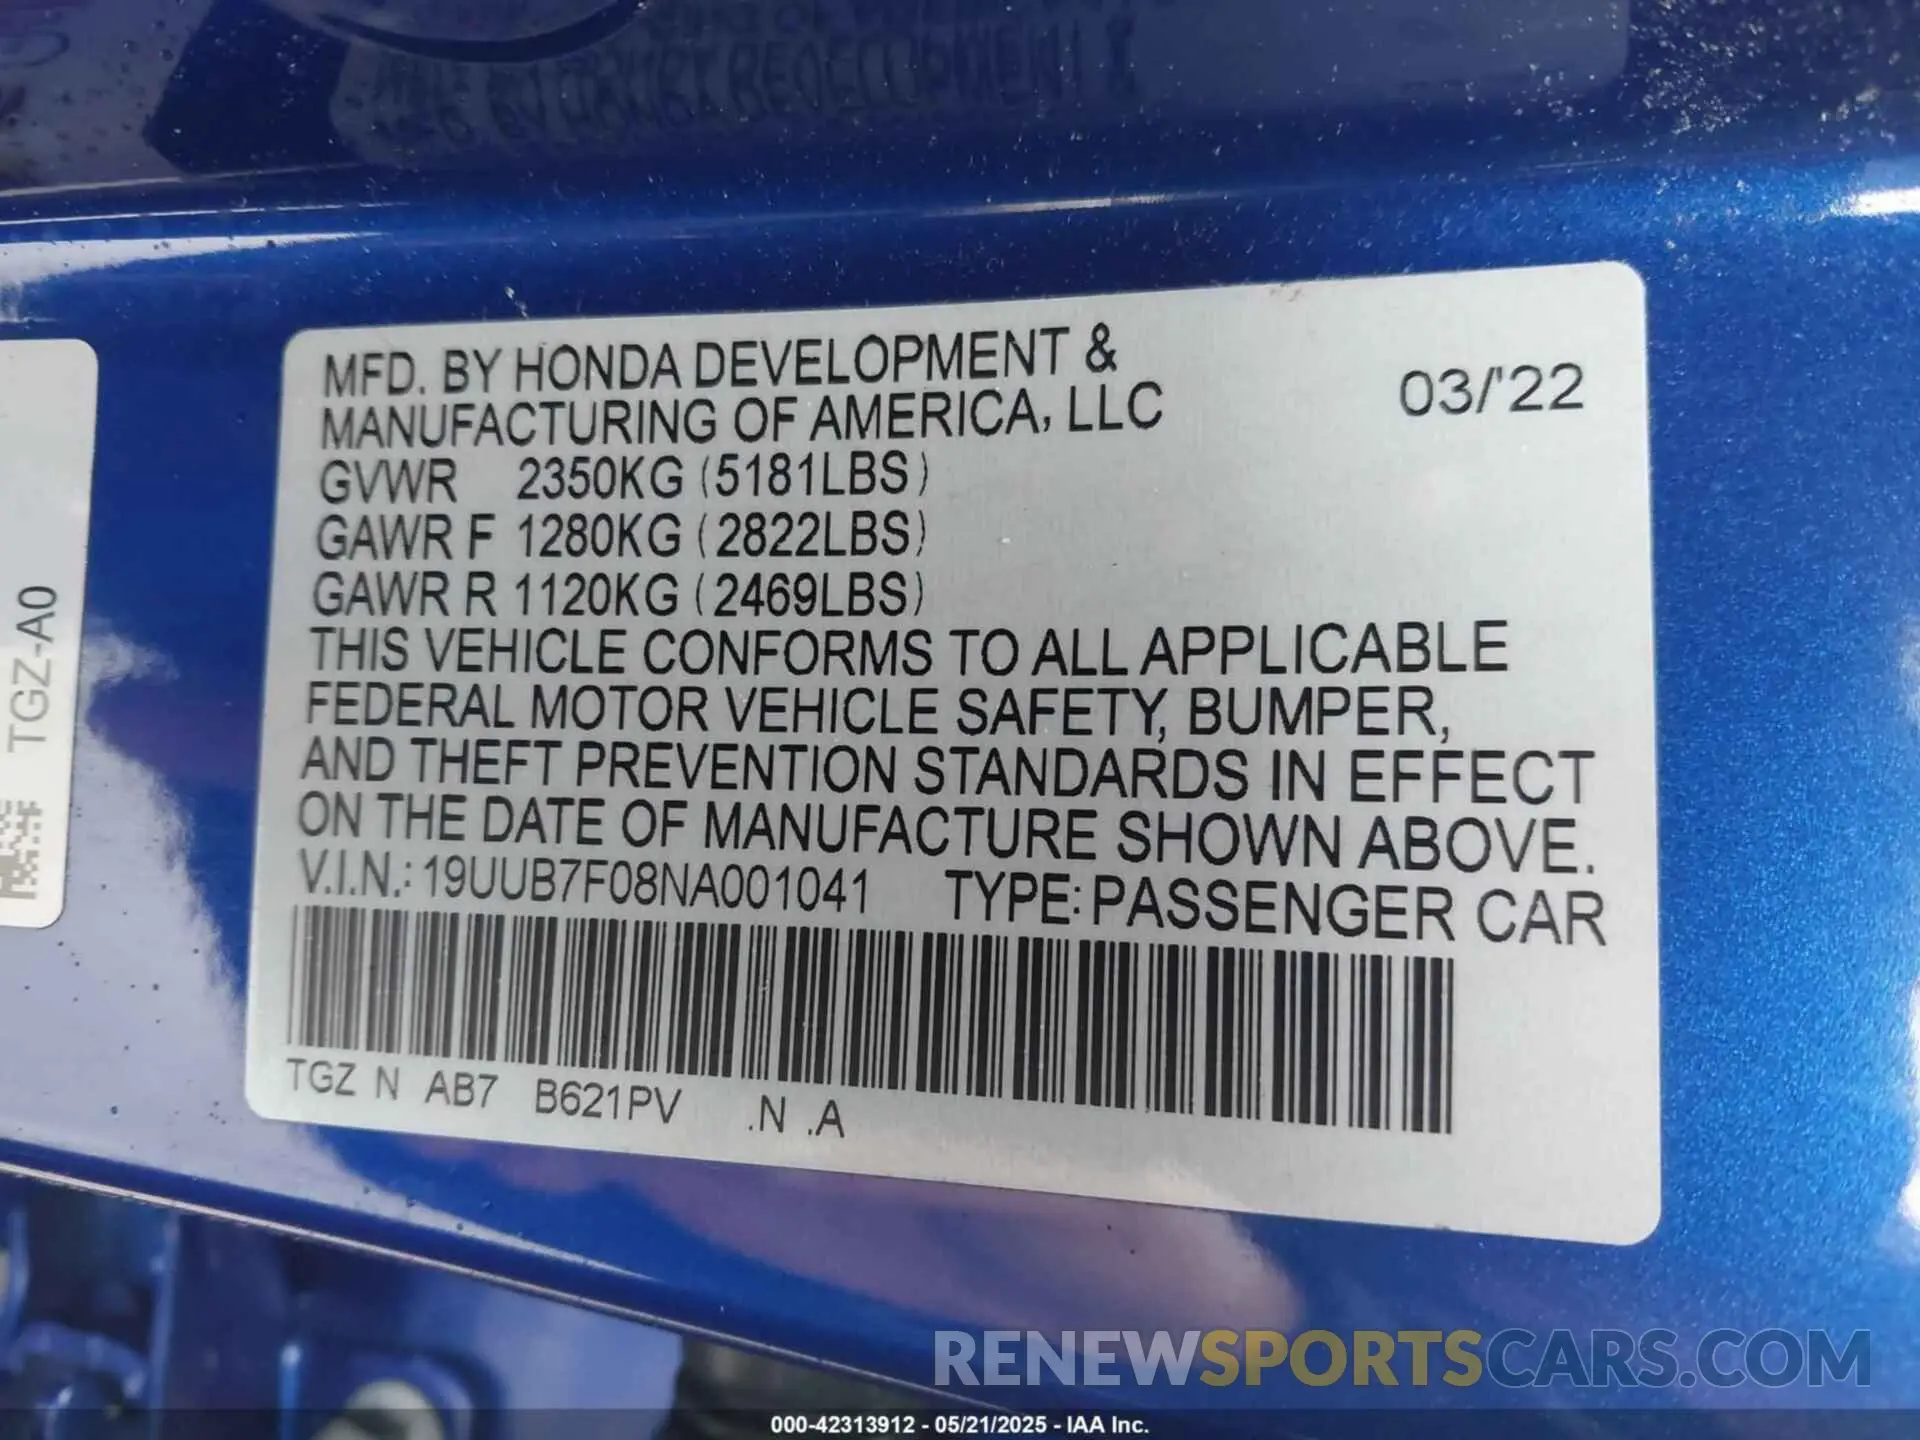 MFD. BY HONDA DEVELOPMENT &
MANUFACTURING OF AMERICA, LLC
03/'22
GVWR 2350KG (5181LBS)
GAWR F 1280KG (2822LBS)
GAWR R 1120KG (2469LBS)
THIS VEHICLE CONFORMS TO ALL APPLICABLE
FEDERAL MOTOR VEHICLE SAFETY, BUMPER,
AND THEFT PREVENTION STANDARDS IN EFFECT
ON THE DATE OF MANUFACTURE SHOWN ABOVE.
V.I.N.: 19UUB7F08NA001041 TYPE: PASSENGER CAR
TGZ N AB7 B621PV .N .A
TGZ-A0
RENEWSPORTSCARS.COM
000-42313912 - 05/21/2025 - IAA Inc.